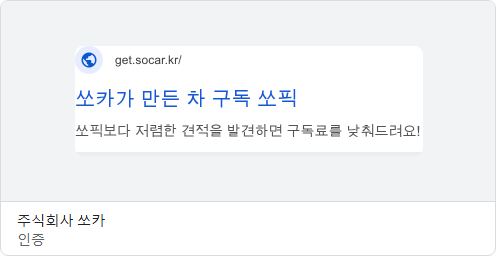 get.socar.kr/
쏘카가 만든 차 구독 쏘픽
쏘픽보다 저렴한 견적을 발견하면 구독료를 낮춰드려요!
주식회사 쏘카
인증